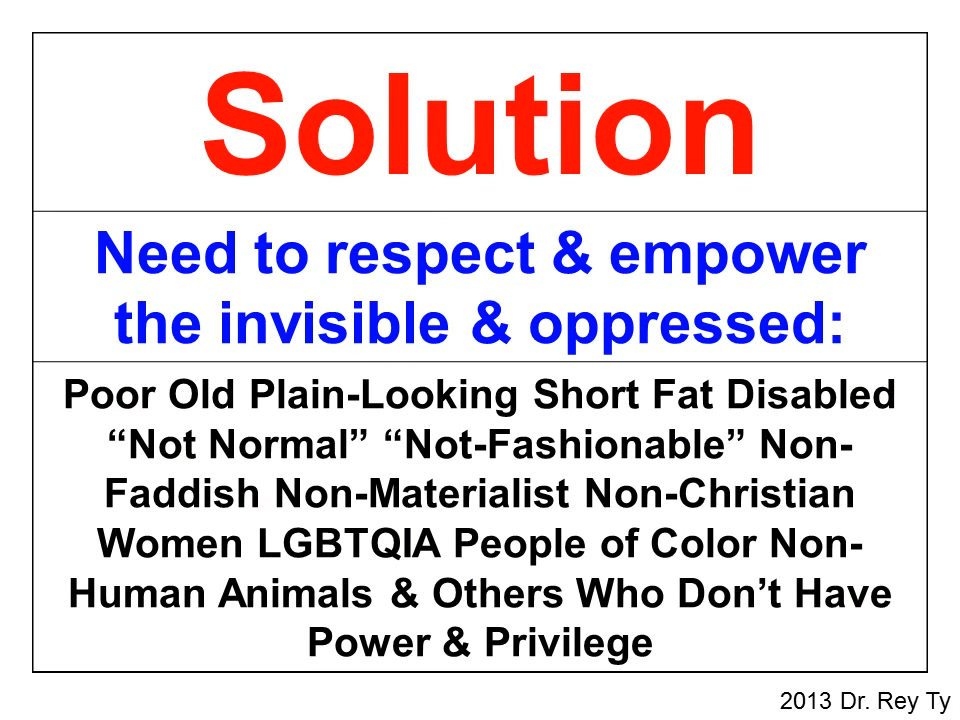 Solution
Need to respect & empower
the invisible & oppressed:
Poor Old Plain-Looking Short Fat Disabled
“Not Normal” “Not-Fashionable” Non-
Faddish Non-Materialist Non-Christian
Women LGBTQIA People of Color Non-
Human Animals & Others Who Don’t Have
Power & Privilege
2013 Dr. Rey Ty